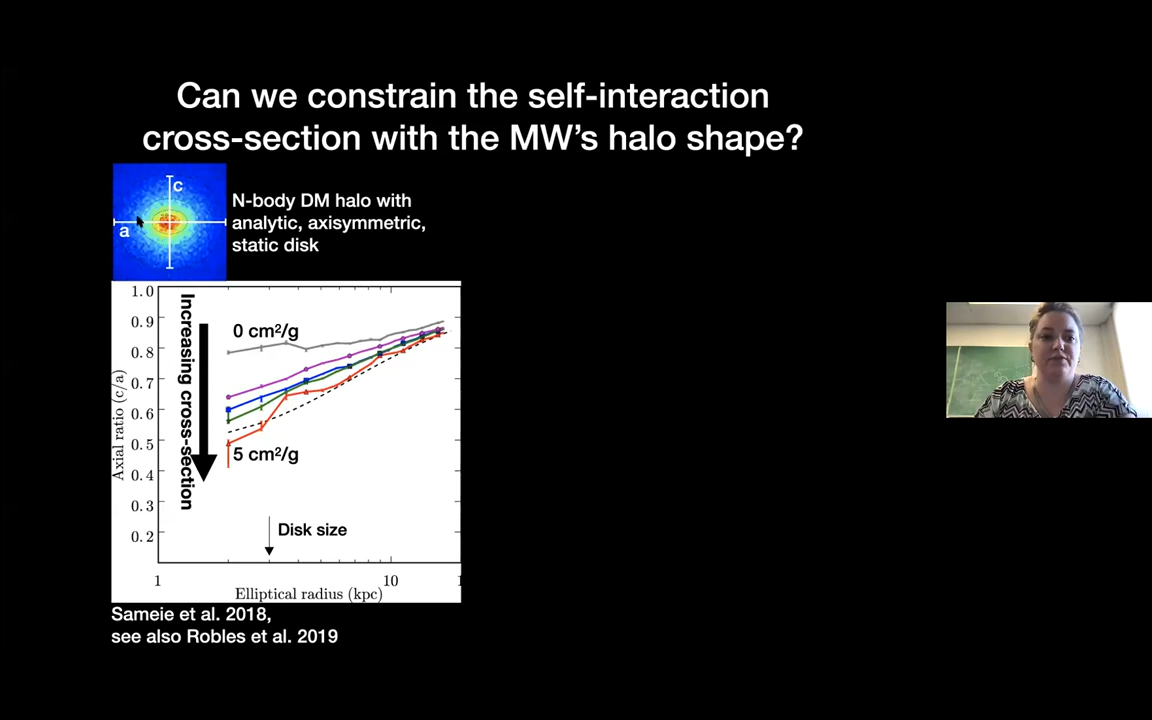 Can we constrain the self-interaction
cross-section with the MW's halo shape?
c
a
N-body DM halo with
analytic, axisymmetric,
static disk
1.0
0.9
0.8
0.7
0.6
0.5
0.4
0.3
0.2
Axial ratio (c/a)
Increasing cross-section
0 cm²/g
5 cm²/g
Disk size
1
10
1
Elliptical radius (kpc)
Sameie et al. 2018,
see also Robles et al. 2019